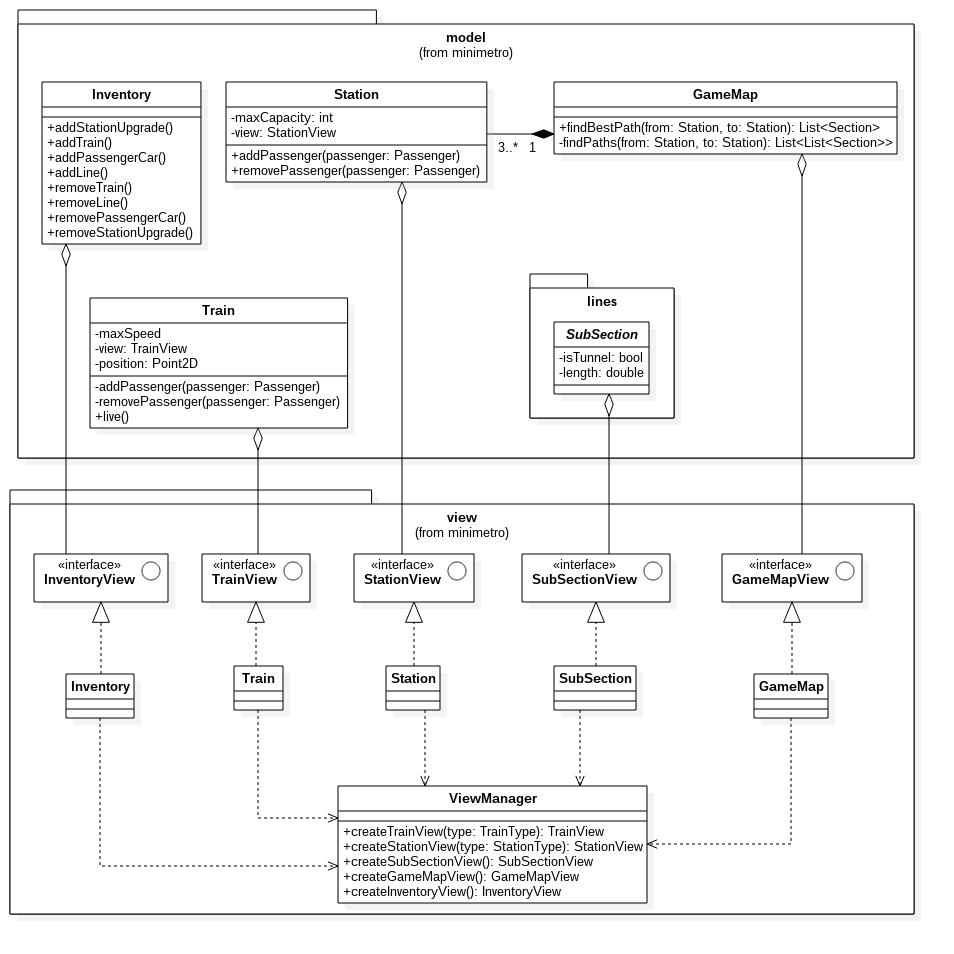 model
(from minimetro)
Inventory
+addStationUpgrade()
+addTrain()
+addPassengerCar()
+addLine()
+removeTrain()
+removeLine()
+removePassengerCar()
+removeStationUpgrade()
Station
-maxCapacity: int
-view: StationView
+addPassenger(passenger: Passenger)
+removePassenger(passenger: Passenger)
3..* 1
GameMap
+findBestPath(from: Station, to: Station): List<Section>
-findPaths(from: Station, to: Station): List<List<Section>>
Train
-maxSpeed
-view: TrainView
-position: Point2D
-addPassenger(passenger: Passenger)
-removePassenger(passenger: Passenger)
+live()
lines
SubSection
-isTunnel: bool
-length: double
view
(from minimetro)
«interface»
InventoryView
«interface»
TrainView
«interface»
StationView
«interface»
SubSectionView
«interface»
GameMapView
Inventory
Train
Station
SubSection
GameMap
ViewManager
+createTrainView(type: TrainType): TrainView
+createStationView(type: StationType): StationView
+createSubSectionView(): SubSectionView
+createGameMapView(): GameMapView
+createInventoryView(): InventoryView